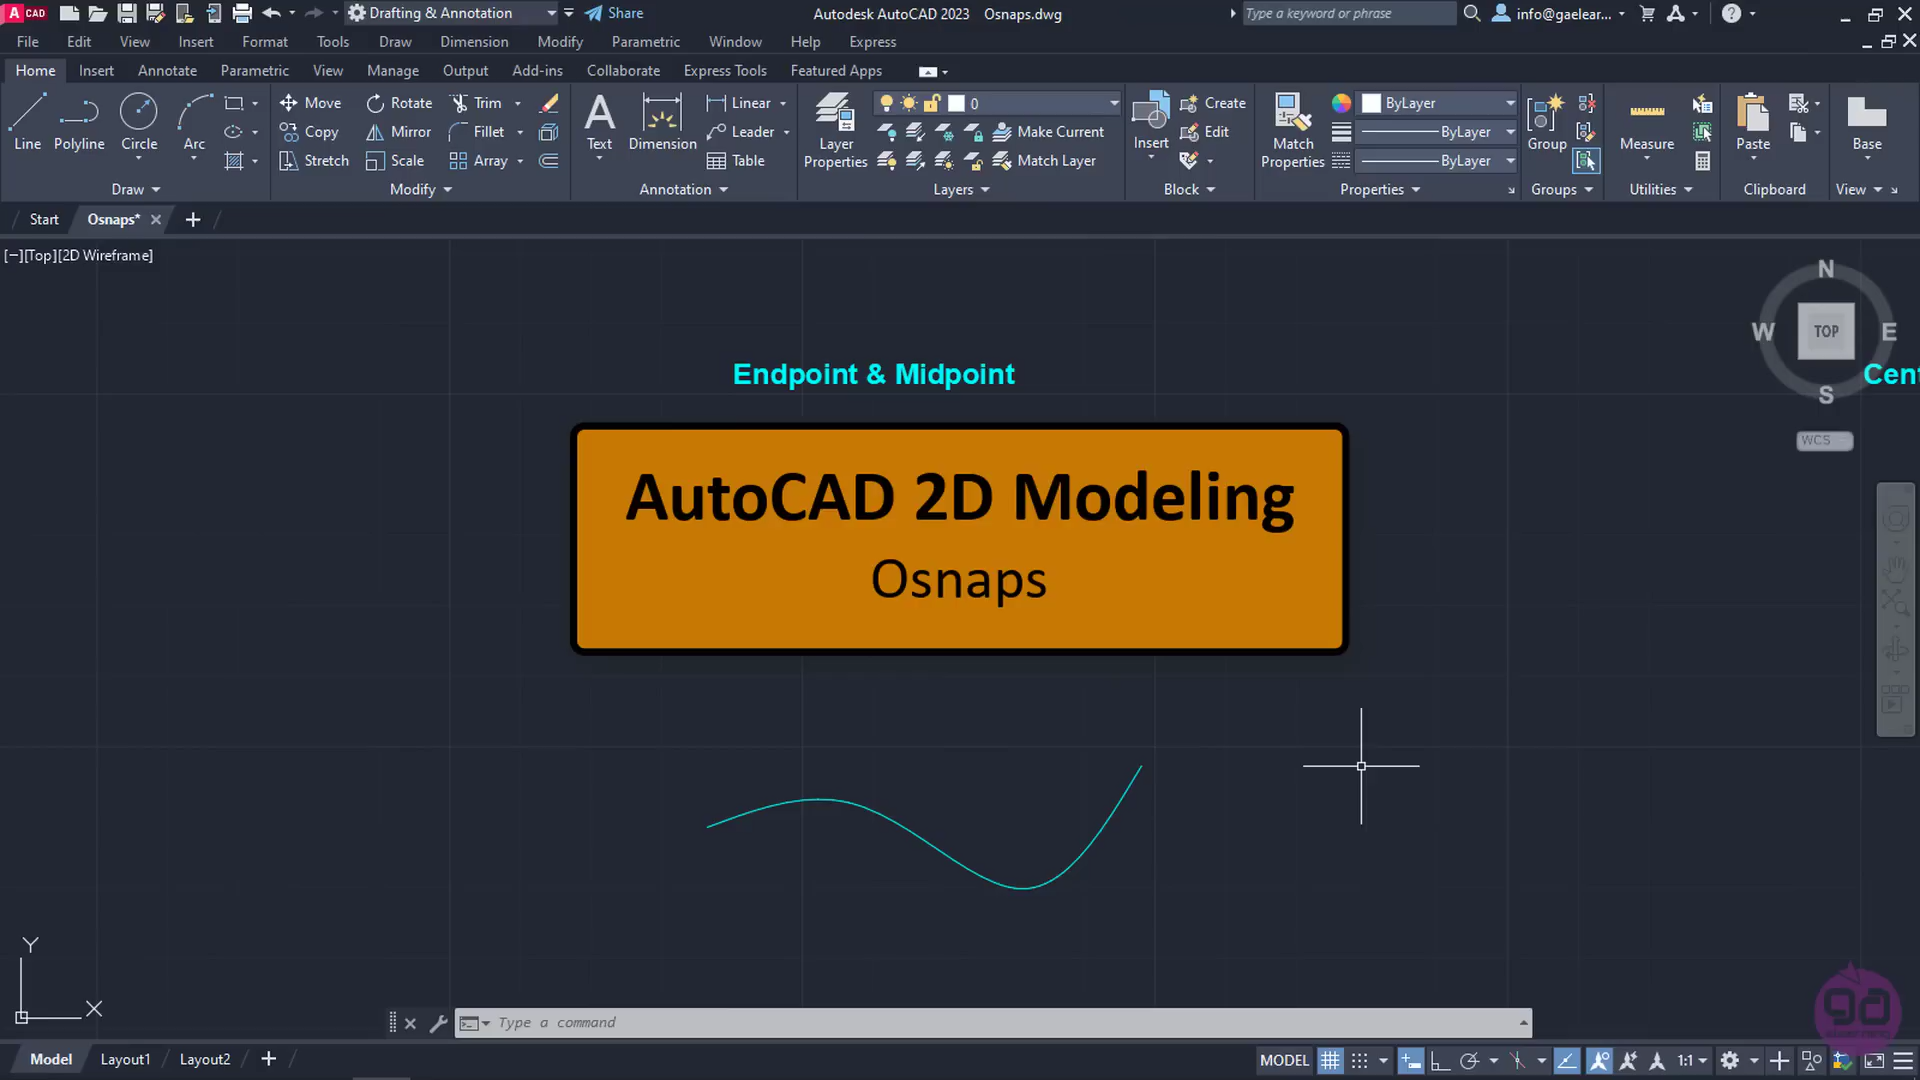 A CAD
Drafting & Annotation
Share
Autodesk AutoCAD 2023 Osnaps.dwg
Type a keyword or phrase
info@gaelear...
File Edit View Insert Format Tools Draw Dimension Modify Parametric Window Help Express
Home Insert Annotate Parametric View Manage Output Add-ins Collaborate Express Tools Featured Apps
Line
Polyline
Circle
Arc
Draw
Move
Rotate
Trim
Copy
Mirror
Fillet
Stretch
Scale
Array
Modify
Text
Dimension
Linear
Leader
Table
Annotation
Layer
Properties
0
Make Current
Match Layer
Layers
Insert
Create
Edit
Block
Match
Properties
ByLayer
ByLayer
ByLayer
Properties
Group
Groups
Measure
Utilities
Paste
Clipboard
Base
View
Start
Osnaps*
[−][Top][2D Wireframe]
N
W
TOP
E
S
WCS
Endpoint & Midpoint
Cent
AutoCAD 2D Modeling
Osnaps
Y
X
Type a command
Model
Layout1
Layout2
MODEL
1:1
ga